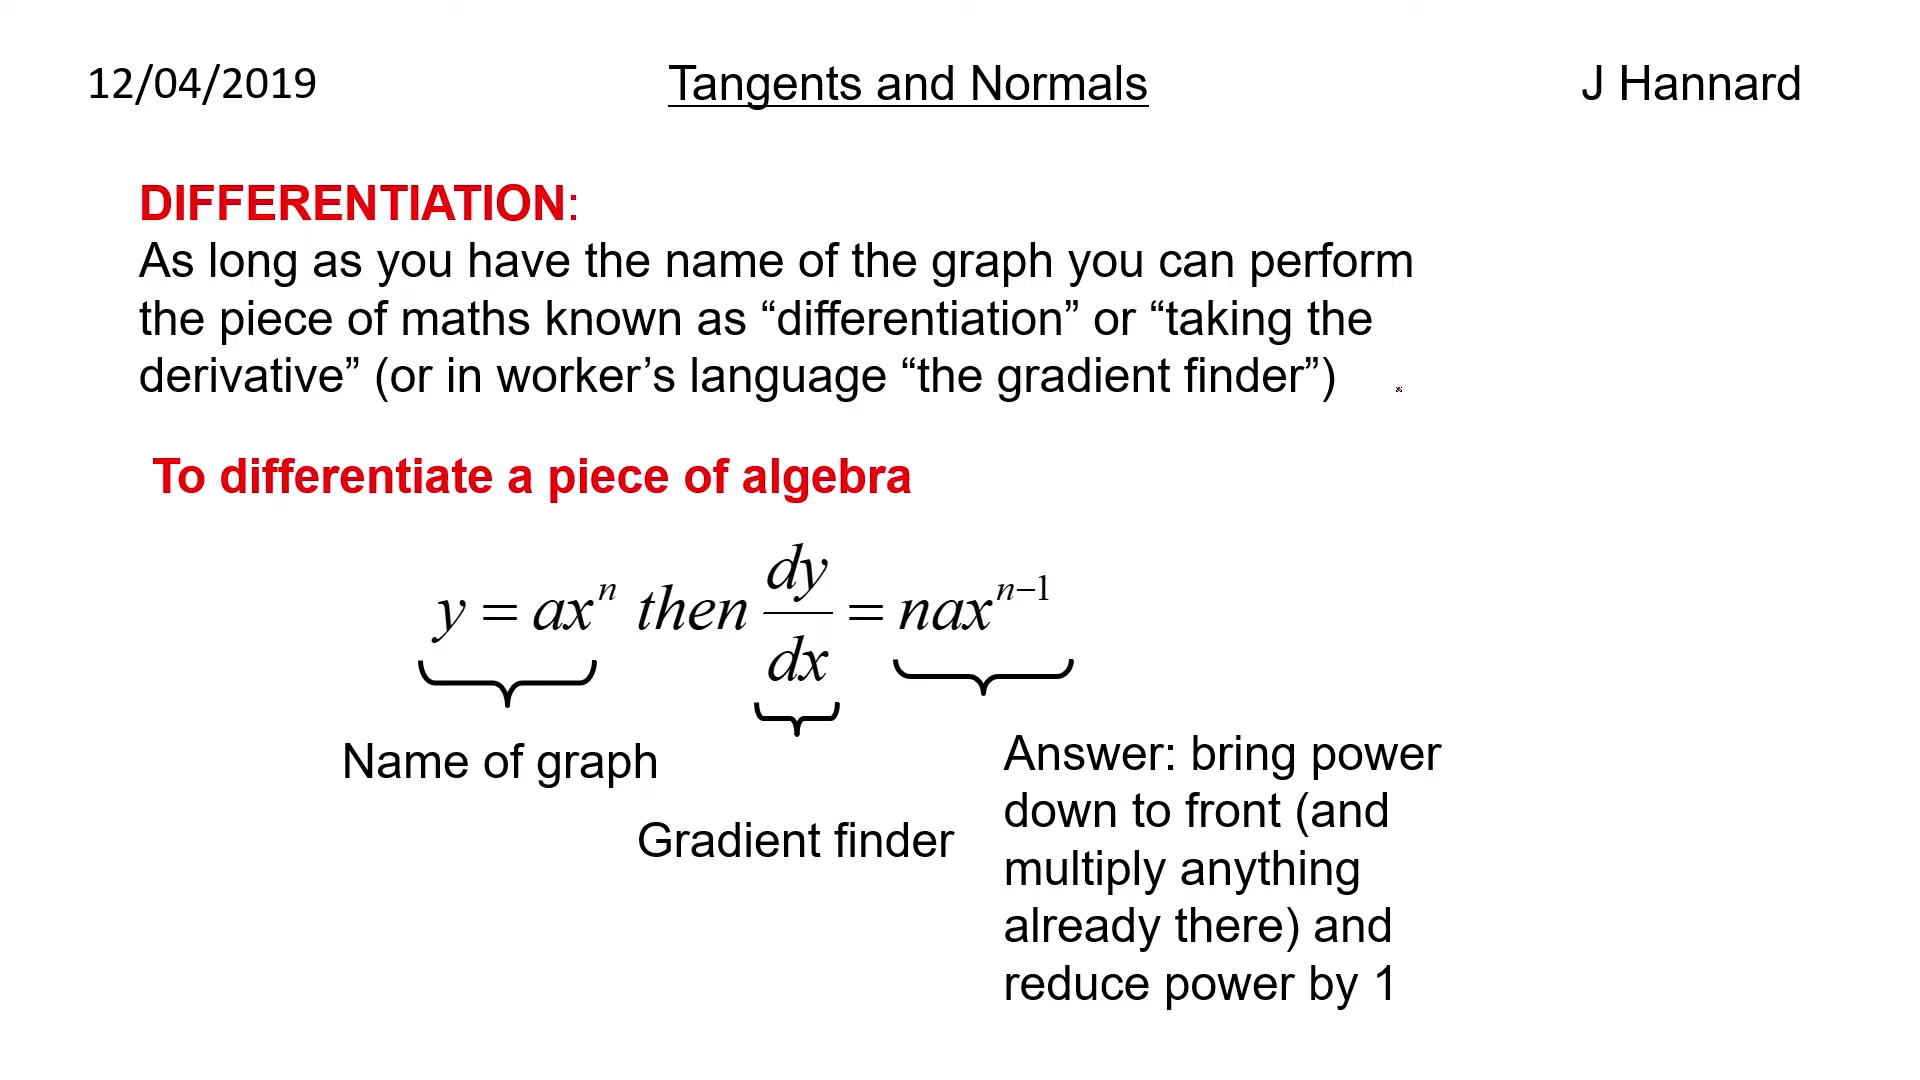 12/04/2019 Tangents and Normals J Hannard
DIFFERENTIATION:
As long as you have the name of the graph you can perform
the piece of maths known as “differentiation” or “taking the
derivative” (or in worker’s language “the gradient finder”)
To differentiate a piece of algebra
y = axⁿ then dy/dx = naxⁿ⁻¹
Name of graph
Gradient finder
Answer: bring power
down to front (and
multiply anything
already there) and
reduce power by 1